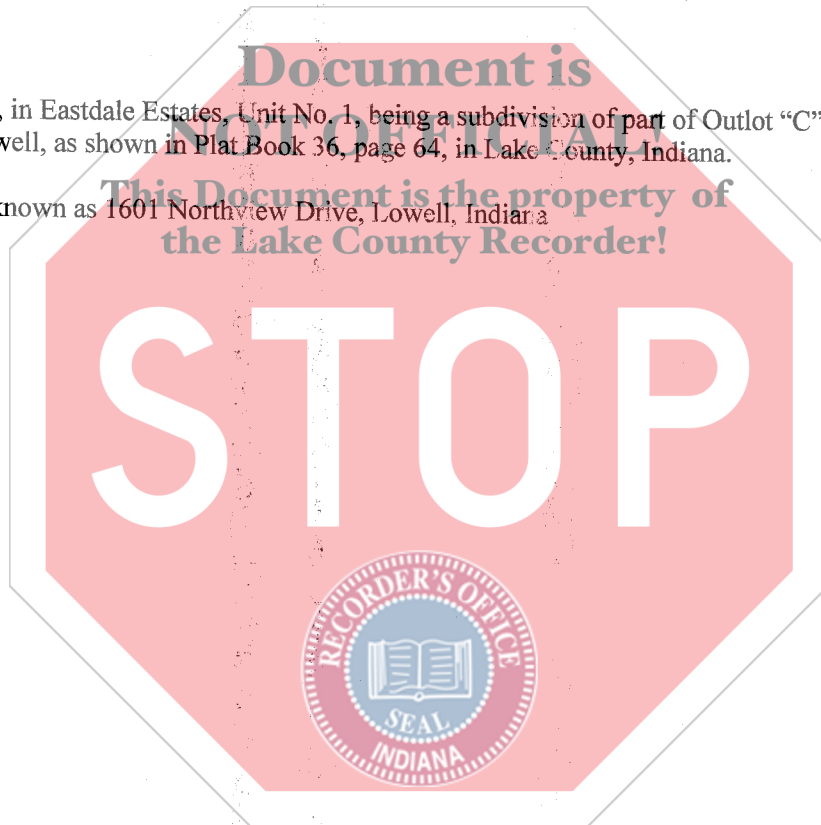 Document is
, in Eastdale Estates, Unit No. 1, being a subdivision of part of Outlot “C”
NOT OFFICIAL!
well, as shown in Plat Book 36, page 64, in Lake County, Indiana.
This Document is the property of
known as 1601 Northview Drive, Lowell, Indiana
the Lake County Recorder!
STOP
RECORDER'S OFFICE
SEAL
INDIANA